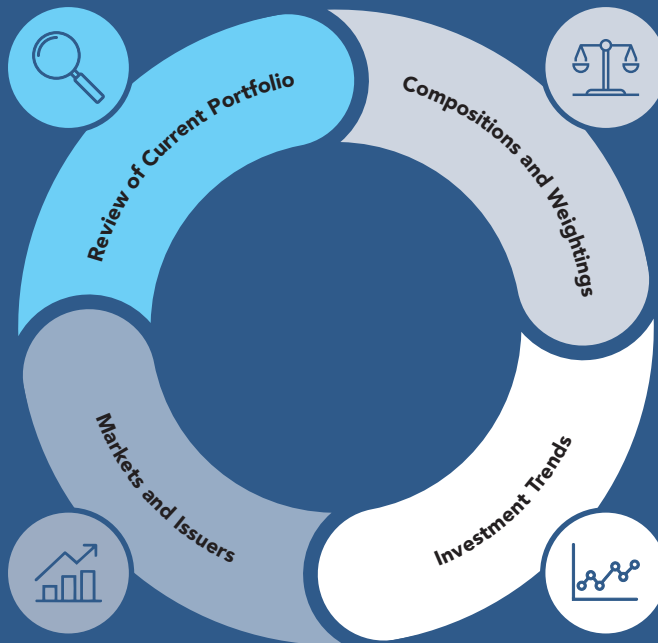 Review of Current Portfolio
Compositions and Weightings
Investment Trends
Markets and Issuers